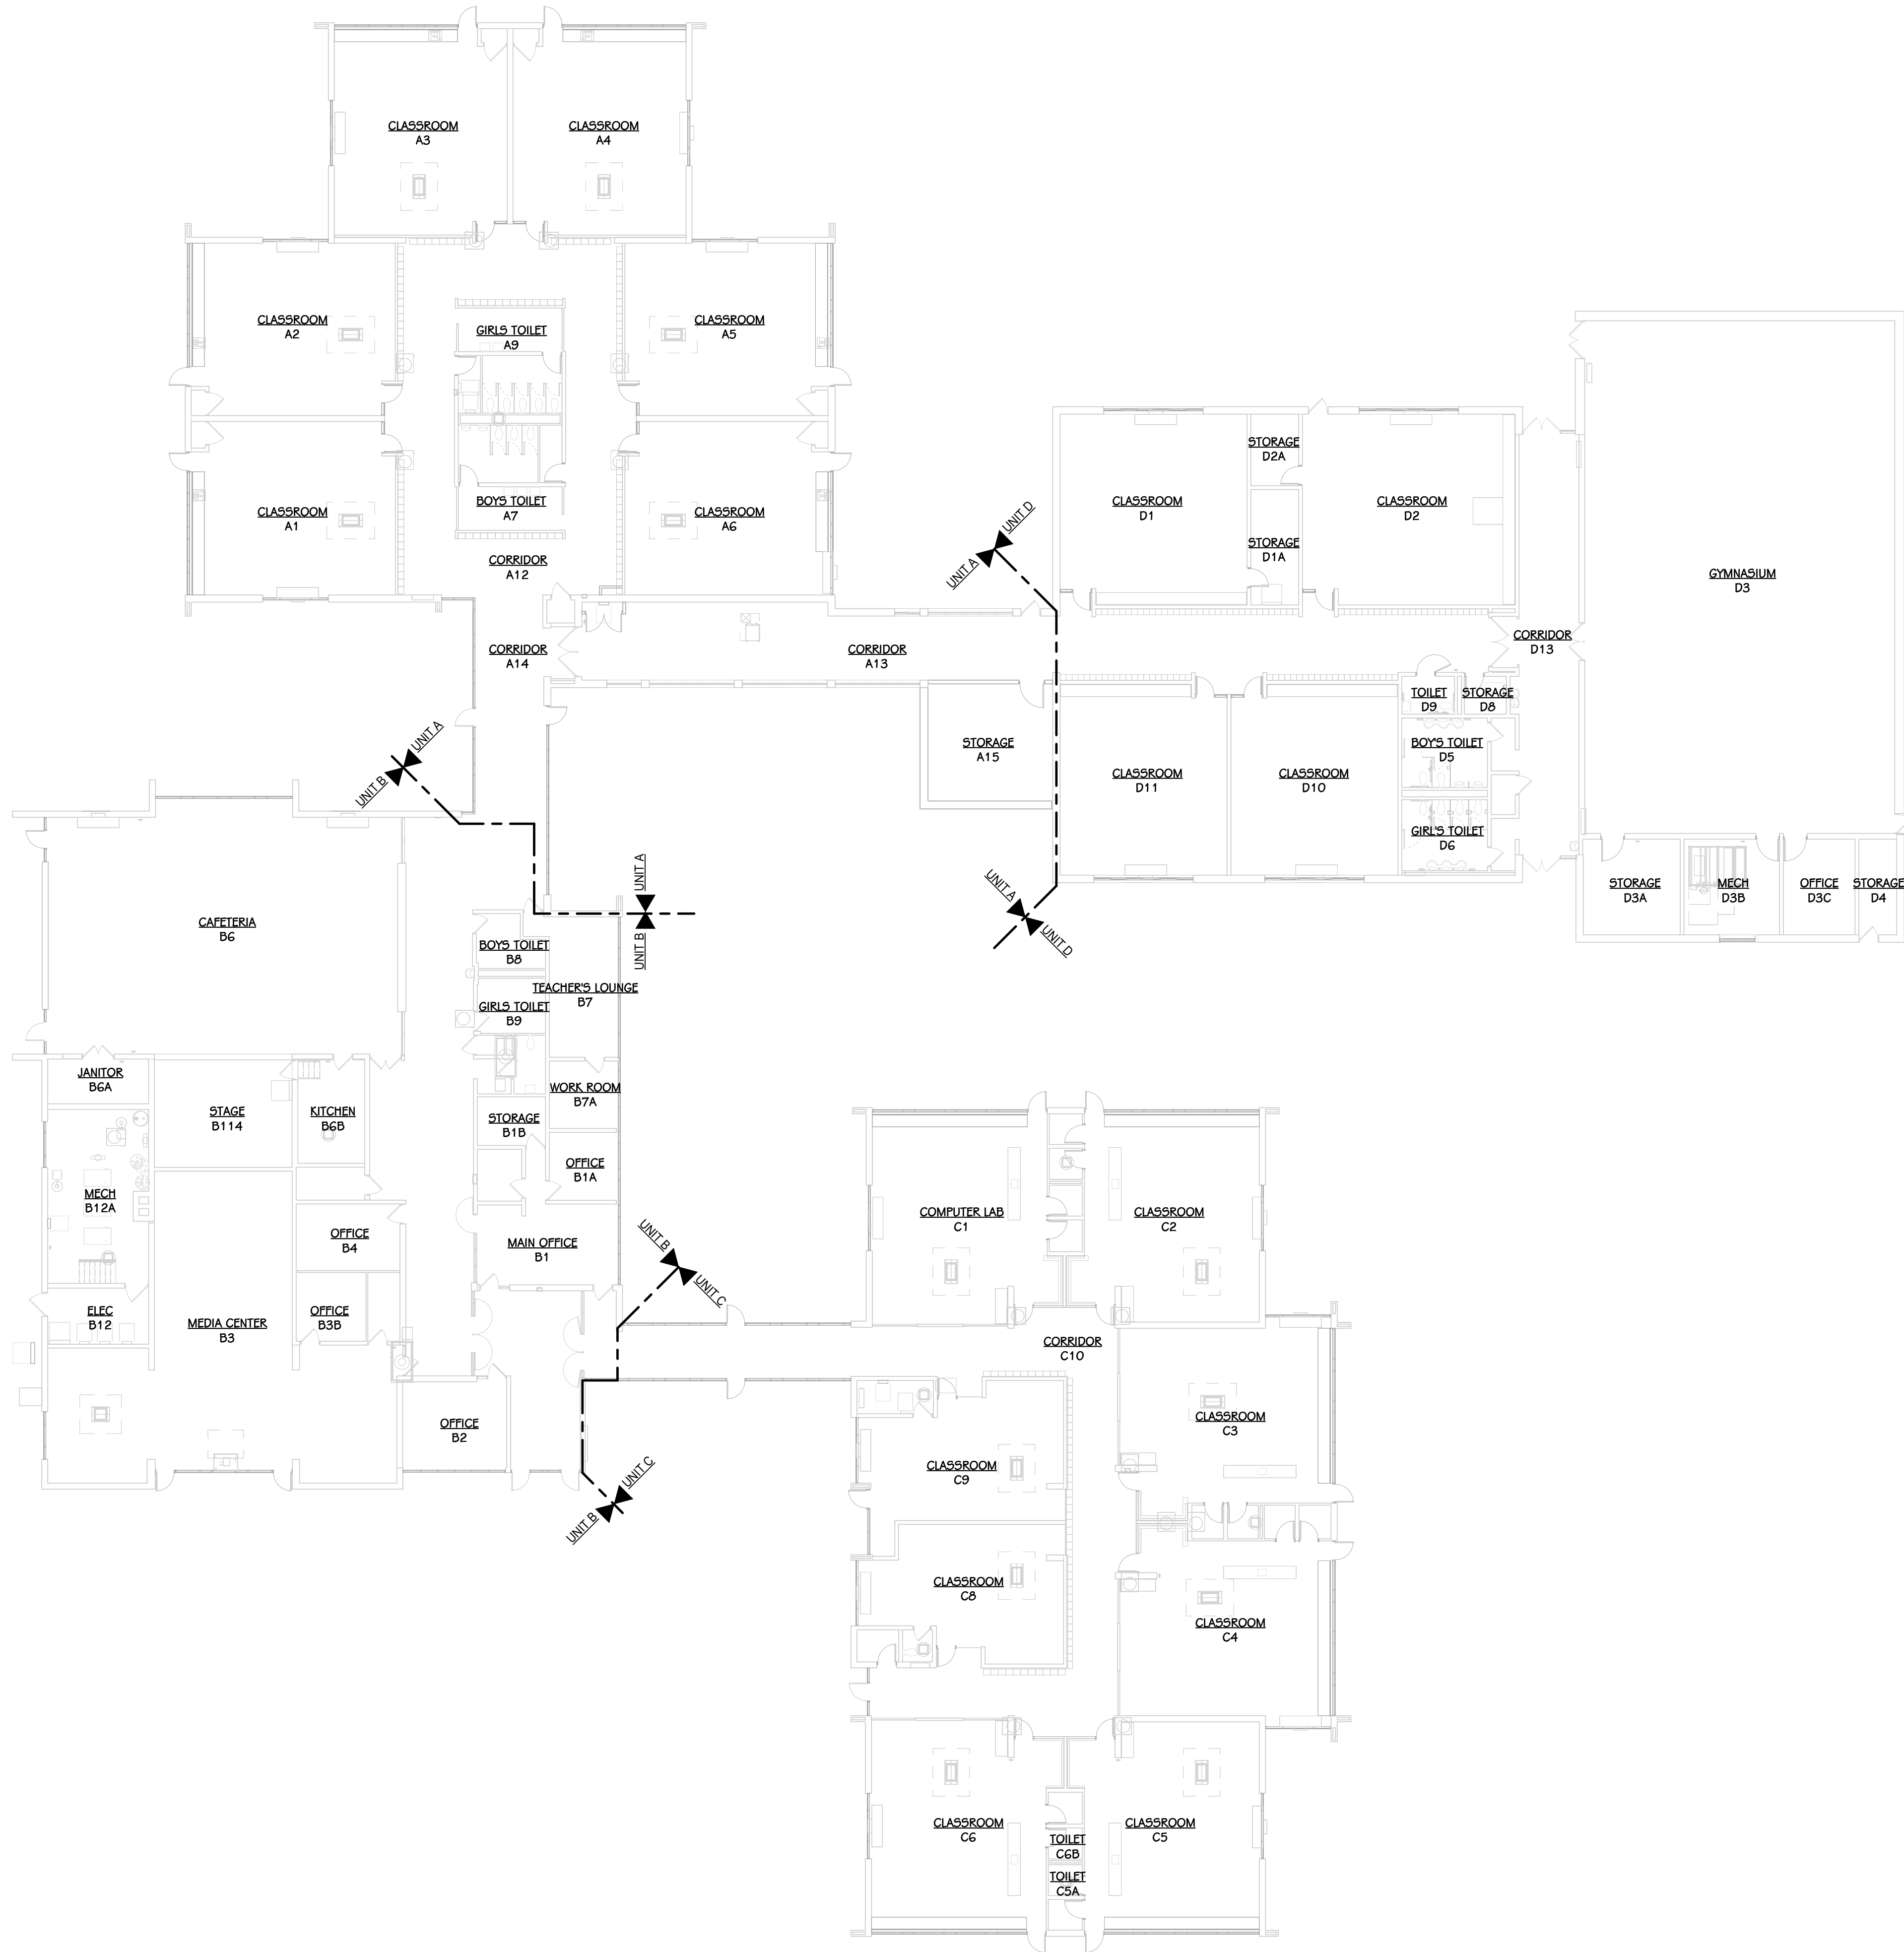 CLASSROOM
A3
CLASSROOM
A4
CLASSROOM
A2
GIRLS TOILET
A9
CLASSROOM
A5
CLASSROOM
A1
BOYS TOILET
A7
CLASSROOM
A6
CORRIDOR
A12
CORRIDOR
A14
CORRIDOR
A13
STORAGE
A15
UNIT D
UNIT A
CLASSROOM
D1
STORAGE
D2A
STORAGE
D1A
CLASSROOM
D2
GYMNASIUM
D3
CORRIDOR
D13
TOILET
D9
STORAGE
D8
CLASSROOM
D11
CLASSROOM
D10
BOY'S TOILET
D5
GIRL'S TOILET
D6
STORAGE
D3A
MECH
D3B
OFFICE
D3C
STORAGE
D4
UNIT A
UNIT D
UNIT A
UNIT B
UNIT A
UNIT B
CAFETERIA
B6
BOYS TOILET
B8
TEACHER'S LOUNGE
B7
GIRLS TOILET
B9
JANITOR
B6A
STAGE
B114
KITCHEN
B6B
WORK ROOM
B7A
STORAGE
B1B
OFFICE
B1A
MECH
B12A
OFFICE
B4
MAIN OFFICE
B1
ELEC
B12
MEDIA CENTER
B3
OFFICE
B3B
OFFICE
B2
UNIT B
UNIT C
UNIT C
UNIT B
COMPUTER LAB
C1
CLASSROOM
C2
CORRIDOR
C10
CLASSROOM
C3
CLASSROOM
C9
CLASSROOM
C8
CLASSROOM
C4
CLASSROOM
C6
CLASSROOM
C5
TOILET
C6B
TOILET
C5A